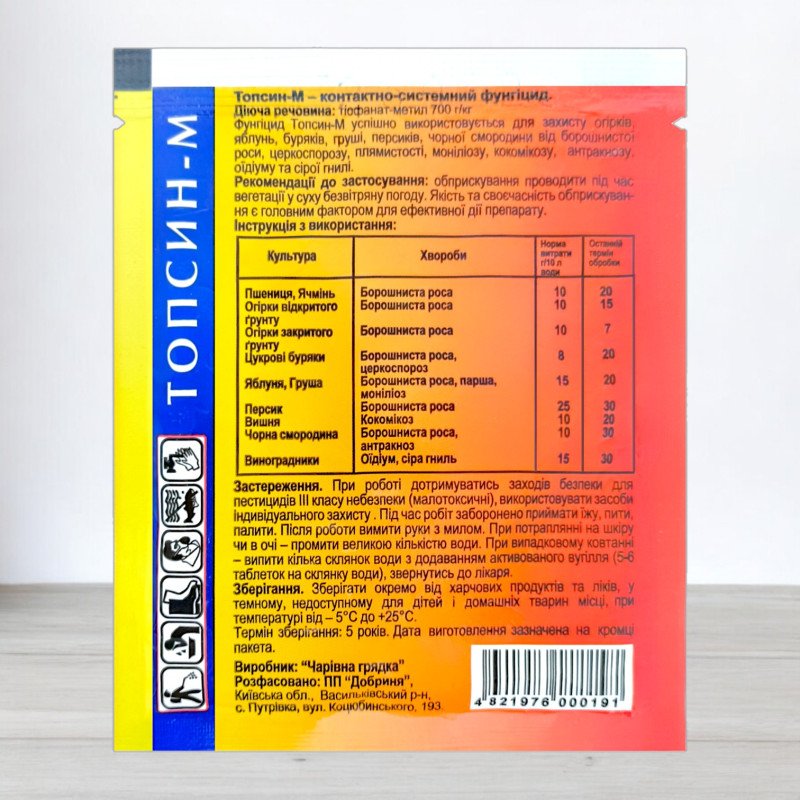 ТОПСИН-М
Топсин-М – контактно-системний фунгіцид.
Діюча речовина: тіофанат-метил 700 г/кг
Фунгіцид Топсин-М успішно використовується для захисту огірків,
яблунь, буряків, груші, персиків, чорної смородини від борошнистої
роси, церкоспорозу, плямистості, моніліозу, кокомікозу, антракнозу,
оїдіуму та сірої гнилі.
Рекомендації до застосування: обприскування проводити під час
вегетації у суху безвітряну погоду. Якість та своєчасність обприскуван-
ня є головним фактором для ефективної дії препарату.
Інструкція з використання:
Культура Хвороби Норма витрати г/10 л води Останній термін обробки
Пшениця, Ячмінь Борошниста роса 10 20
Огірки відкритого Борошниста роса 10 15
ґрунту
Огірки закритого Борошниста роса 10 7
ґрунту
Цукрові буряки Борошниста роса, 8 20
церкоспороз
Яблуня, Груша Борошниста роса, парша, 15 20
моніліоз
Персик Борошниста роса 25 30
Вишня Кокомікоз 10 20
Чорна смородина Борошниста роса, 10 30
антракноз
Виноградники Оїдіум, сіра гниль 15 30
Застереження. При роботі дотримуватись заходів безпеки для
пестицидів III класу небезпеки (малотоксичні), використовувати засоби
індивідуального захисту . Під час робіт заборонено приймати їжу, пити,
палити. Після роботи вимити руки з милом. При потраплянні на шкіру
чи в очі – промити великою кількістю води. При випадковому ковтанні
– випити кілька склянок води з додаванням активованого вугілля (5-6
таблеток на склянку води), звернутись до лікаря.
Зберігання. Зберігати окремо від харчових продуктів та ліків, у
темному, недоступному для дітей і домашніх тварин місці, при
температурі від – 5°С до +25°С.
Термін зберігання: 5 років. Дата виготовлення зазначена на кромці
пакета.
Виробник: "Чарівна грядка"
Розфасовано: ПП "Добриня",
Київська обл., Васильківський р-н,
с. Путрівка, вул. Коцюбинського, 193.
4 821976 000191